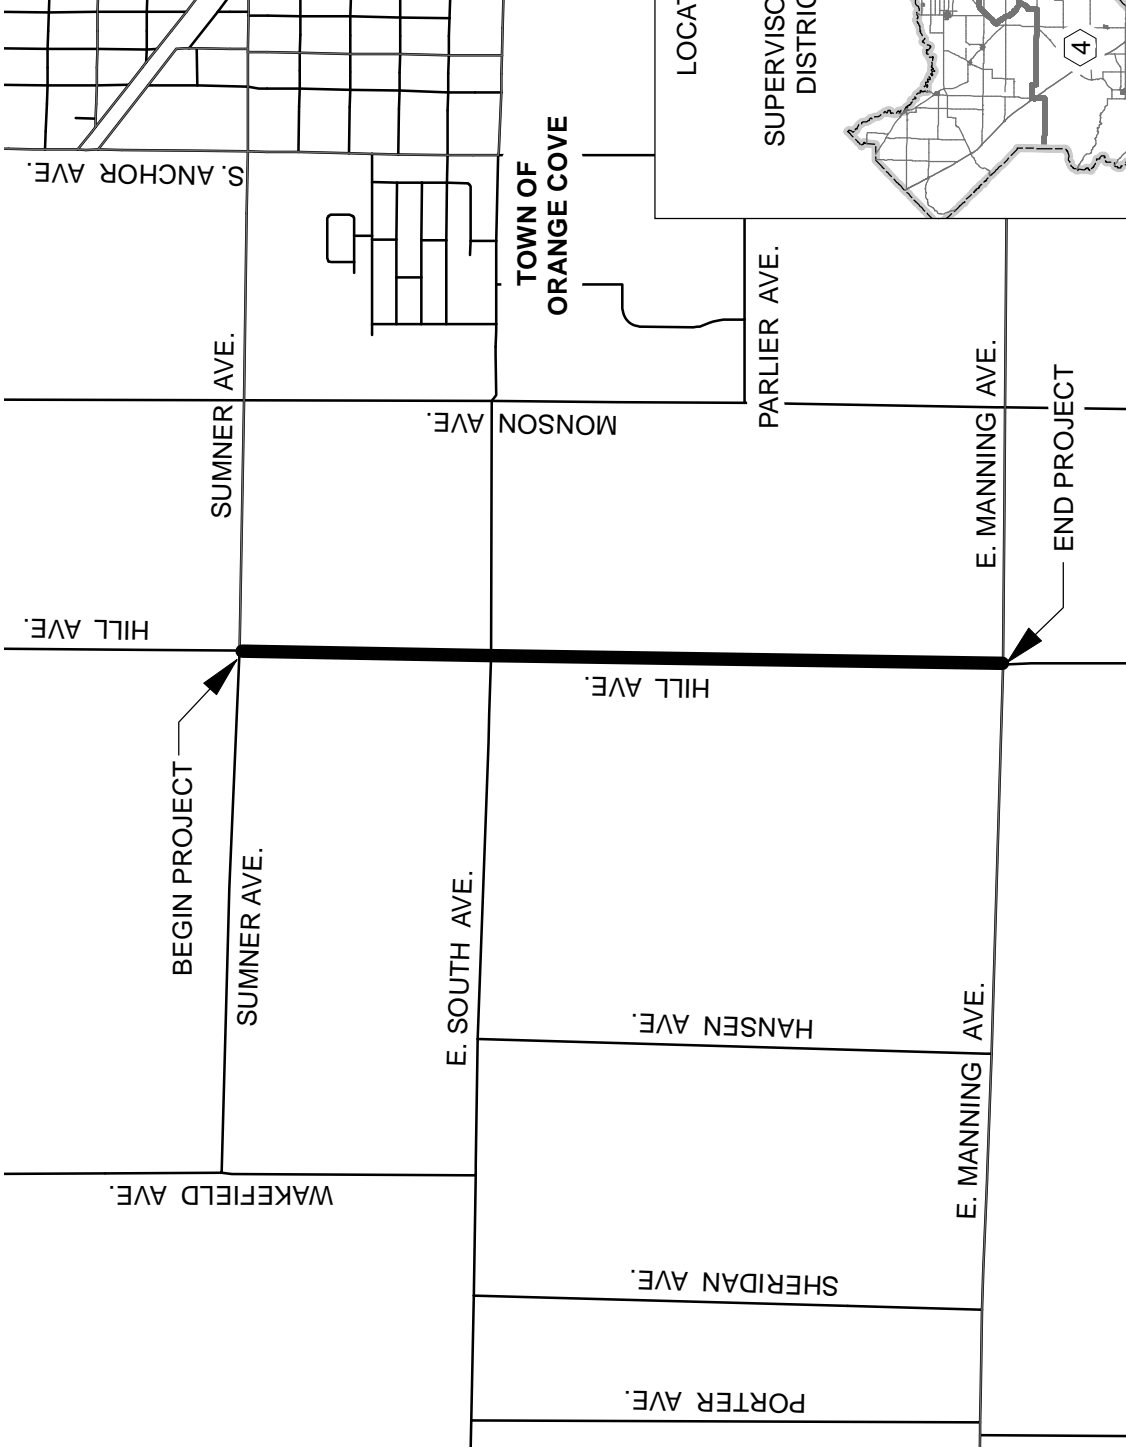 S. ANCHOR AVE.
TOWN OF
ORANGE COVE
SUPERVISO
DISTRIC
LOCAT
4
SUMNER AVE.
MONSON AVE.
PARLIER AVE.
E. MANNING AVE.
END PROJECT
HILL AVE.
HILL AVE.
BEGIN PROJECT
SUMNER AVE.
E. SOUTH AVE.
HANSEN AVE.
E. MANNING AVE.
WAKEFIELD AVE.
SHERIDAN AVE.
PORTER AVE.